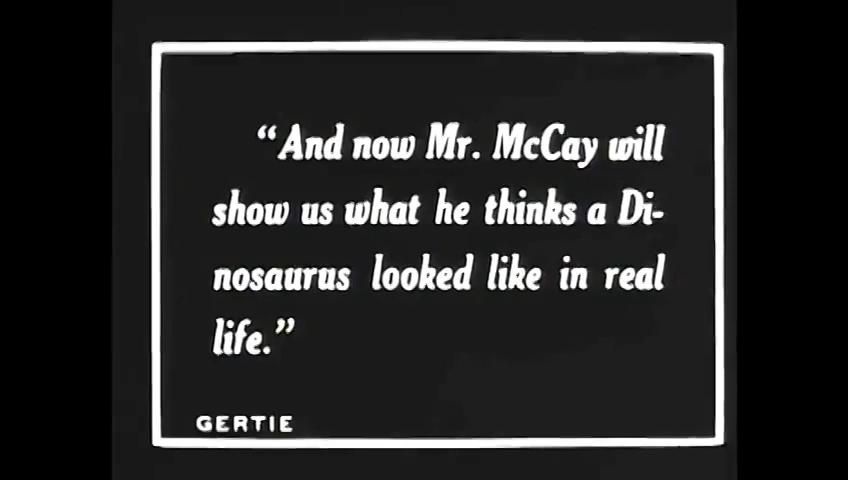 “And now Mr. McCay will
show us what he thinks a Di-
nosaurus looked like in real
life.”
GERTIE